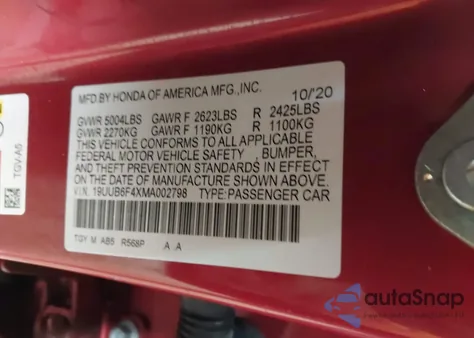 MFD.BY HONDA OF AMERICA MFG.,INC. 10/'20
GVWR 5004LBS GAWR F 2623LBS R 2425LBS
GVWR 2270KG GAWR F 1190KG R 1100KG
THIS VEHICLE CONFORMS TO ALL APPLICABLE
FEDERAL MOTOR VEHICLE SAFETY , BUMPER,
AND THEFT PREVENTION STANDARDS IN EFFECT
ON THE DATE OF MANUFACTURE SHOWN ABOVE.
V.I.N. 19UUB6F4XMA002798 TYPE:PASSENGER CAR
TGY M AB5 R568P A A
TGV-A5
autoSnap